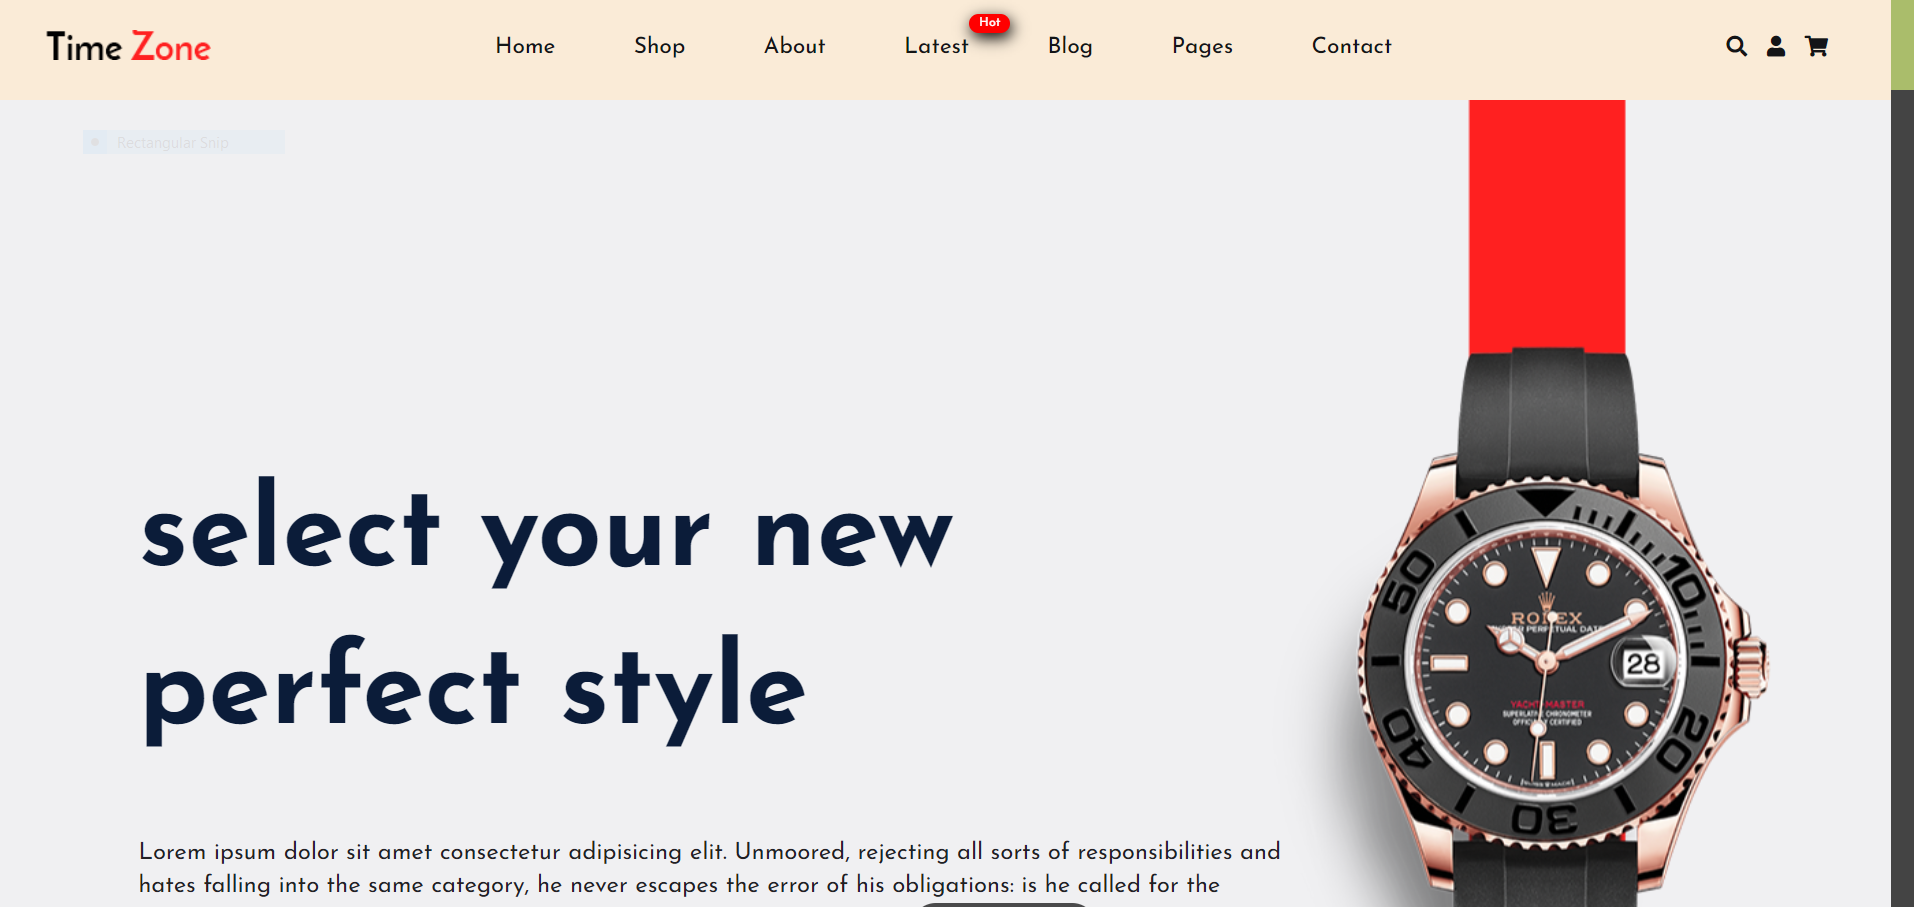 Time Zone
Home Shop About Latest Hot Blog Pages Contact
Rectangular Snip
select your new
perfect style
Lorem ipsum dolor sit amet consectetur adipisicing elit. Unmoored, rejecting all sorts of responsibilities and
hates falling into the same category, he never escapes the error of his obligations: is he called for the
50
10
ROLEX
PERPETUAL DATE
28
YACHT-MASTER
SUPERLATIVE CHRONOMETER
OFFICIALLY CERTIFIED
40
20
30